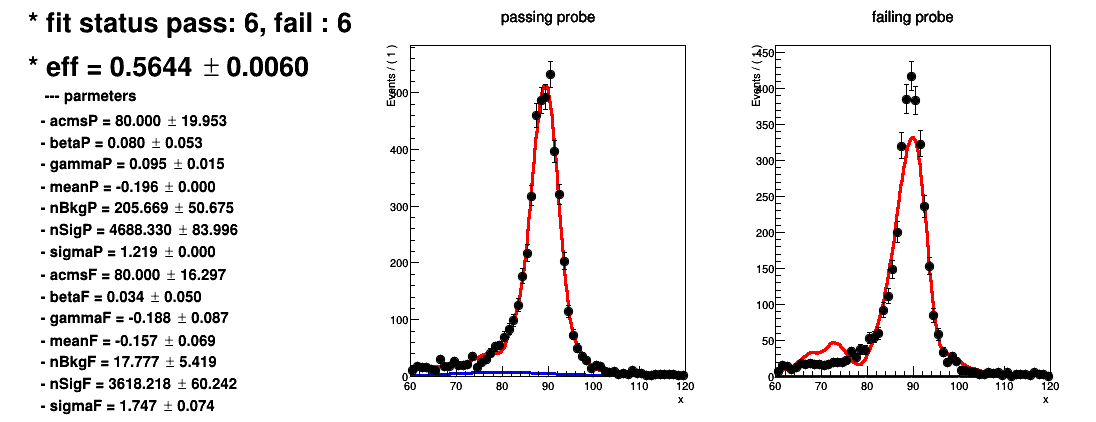 * fit status pass: 6, fail : 6
* eff = 0.5644 ± 0.0060
--- parmeters
- acmsP = 80.000 ± 19.953
- betaP = 0.080 ± 0.053
- gammaP = 0.095 ± 0.015
- meanP = -0.196 ± 0.000
- nBkgP = 205.669 ± 50.675
- nSigP = 4688.330 ± 83.996
- sigmaP = 1.219 ± 0.000
- acmsF = 80.000 ± 16.297
- betaF = 0.034 ± 0.050
- gammaF = -0.188 ± 0.087
- meanF = -0.157 ± 0.069
- nBkgF = 17.777 ± 5.419
- nSigF = 3618.218 ± 60.242
- sigmaF = 1.747 ± 0.074
passing probe
Events / ( 1 )
500
400
300
200
100
0
60 70 80 90 100 110 120
x
failing probe
Events / ( 1 )
450
400
350
300
250
200
150
100
50
0
60 70 80 90 100 110 120
x